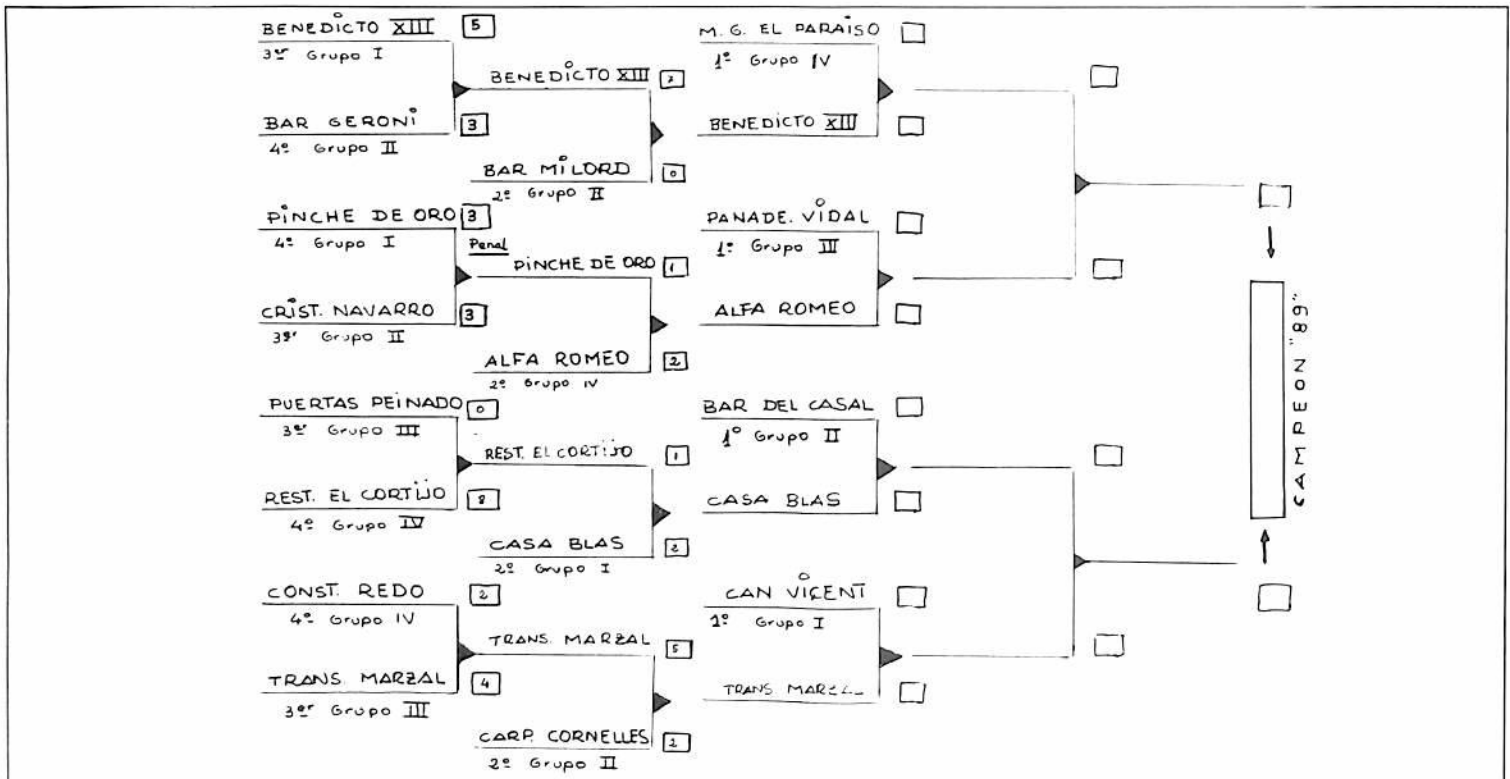 BENEDICTO XIII 5
3er Grupo I
BAR GERONI 3
4º Grupo II
PINCHE DE ORO 3
4º Grupo I
CRIST. NAVARRO 3
3er Grupo II
PUERTAS PEINADO 0
3er Grupo III
REST. EL CORTIJO 8
4º Grupo IV
CONST. REDO 2
4º Grupo IV
TRANS. MARZAL 4
3er Grupo III
BENEDICTO XIII 7
BAR MILORD 0
2º Grupo II
Penal
PINCHE DE ORO 1
ALFA ROMEO 2
2º Grupo IV
REST. EL CORTIJO 1
CASA BLAS 2
2º Grupo I
TRANS. MARZAL 5
CARP. CORNELLES 2
2º Grupo II
M. G. EL PARAISO
1º Grupo IV
BENEDICTO XIII
PANADE. VIDAL
1º Grupo III
ALFA ROMEO
BAR DEL CASAL
1º Grupo II
CASA BLAS
CAN VICENT
1º Grupo I
TRANS. MARZAL
CAMPEON "89"